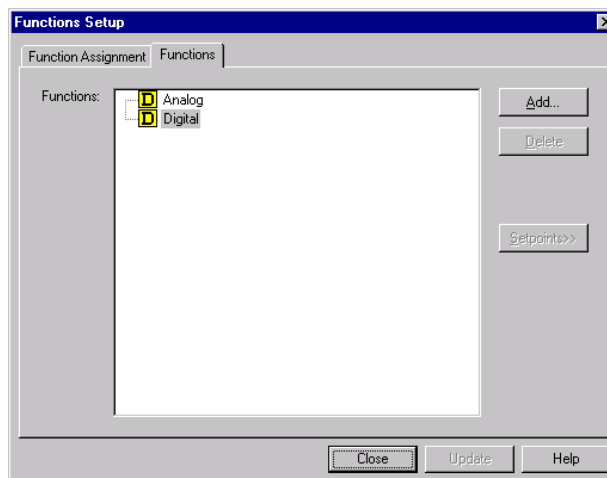 Functions Setup
Function Assignment
Functions
Functions:
D Analog
D Digital
Add...
Delete
Setpoints>>
Close
Update
Help